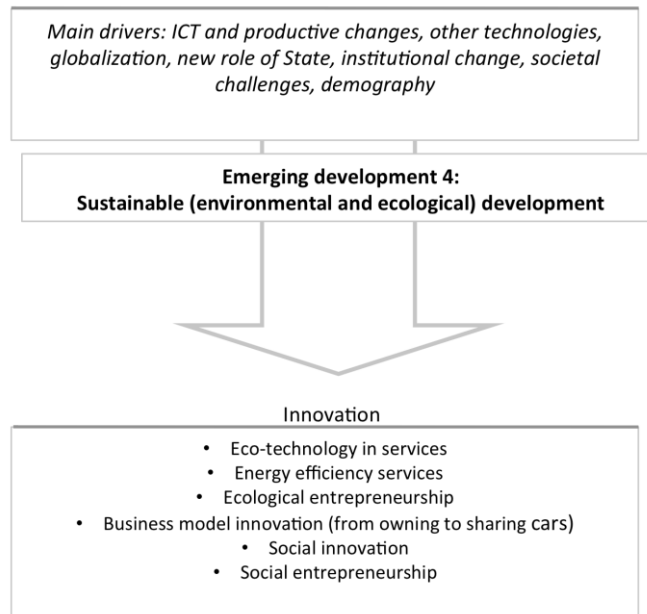 Main drivers: ICT and productive changes, other technologies,
globalization, new role of State, institutional change, societal
challenges, demography
Emerging development 4:
Sustainable (environmental and ecological) development
Innovation
• Eco-technology in services
• Energy efficiency services
• Ecological entrepreneurship
• Business model innovation (from owning to sharing cars)
• Social innovation
• Social entrepreneurship